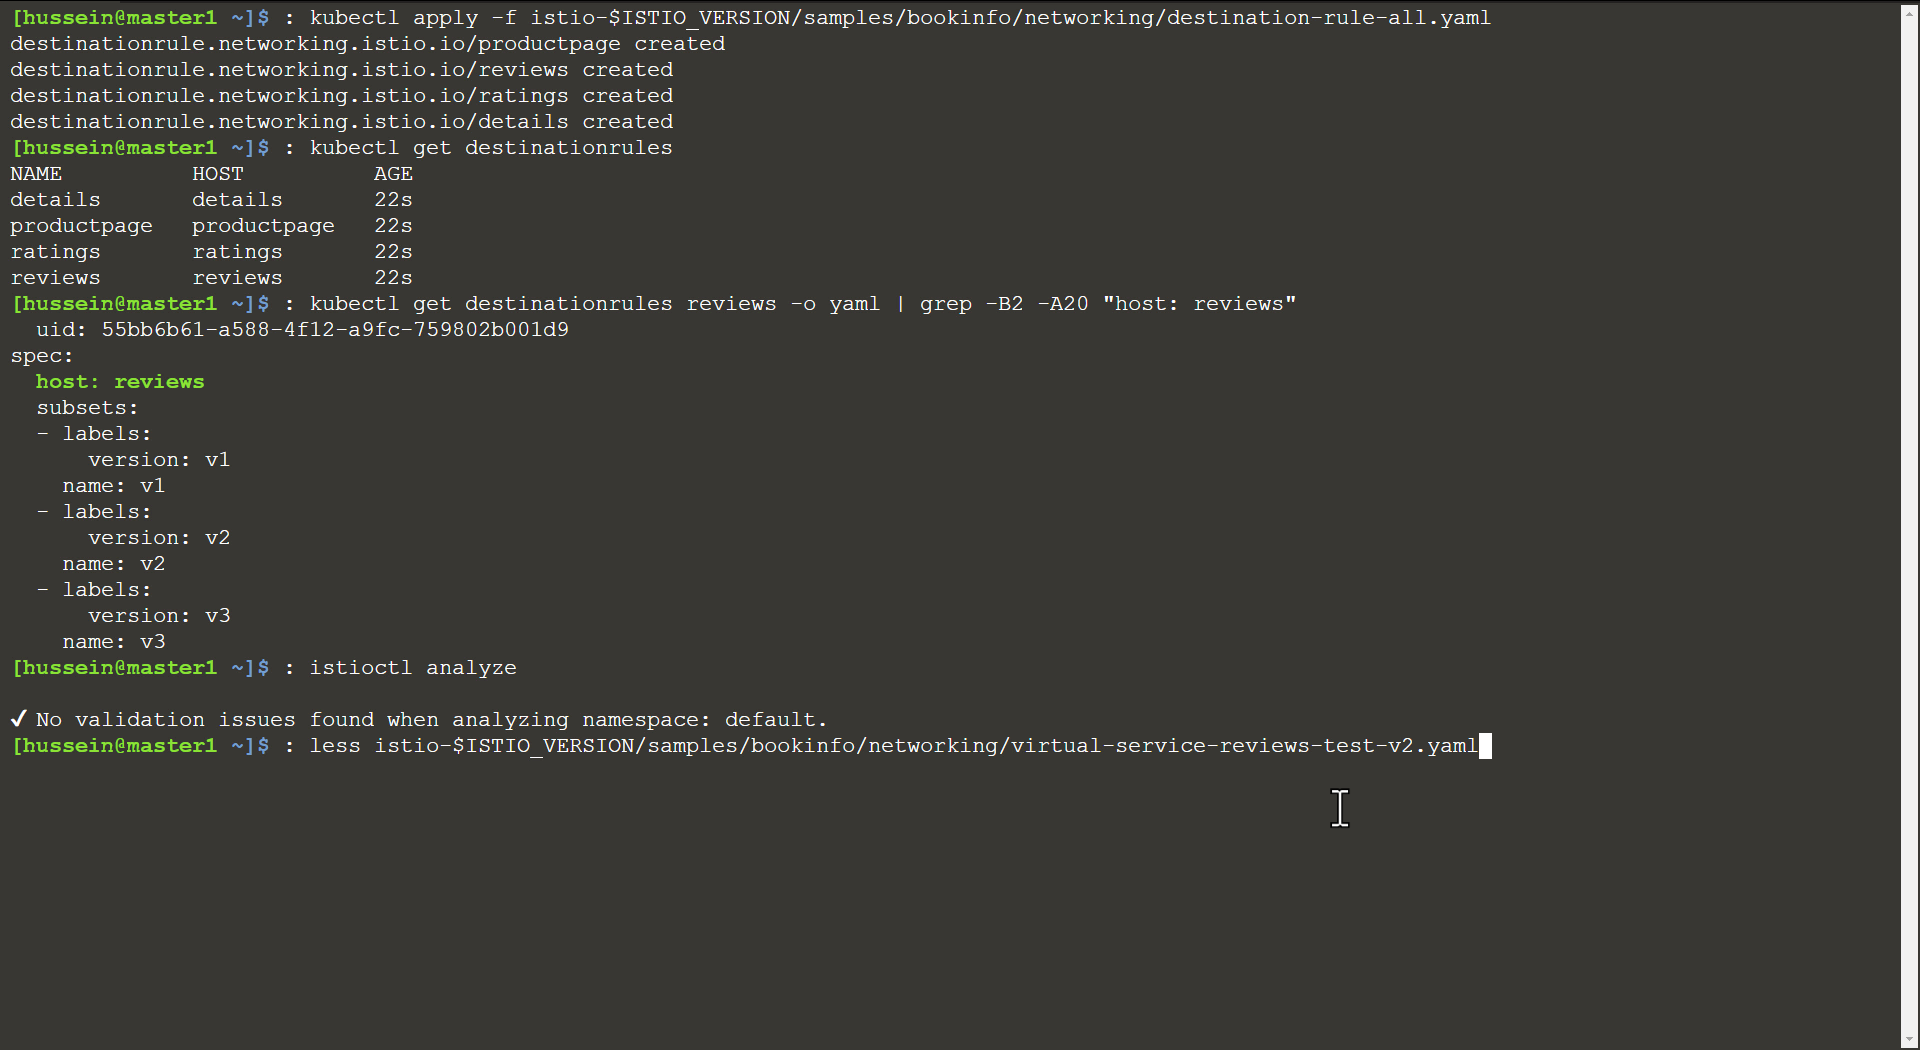 [hussein@master1 ~]$ : kubectl apply -f istio-$ISTIO_VERSION/samples/bookinfo/networking/destination-rule-all.yaml
destinationrule.networking.istio.io/productpage created
destinationrule.networking.istio.io/reviews created
destinationrule.networking.istio.io/ratings created
destinationrule.networking.istio.io/details created
[hussein@master1 ~]$ : kubectl get destinationrules
NAME          HOST          AGE
details       details       22s
productpage   productpage   22s
ratings       ratings       22s
reviews       reviews       22s
[hussein@master1 ~]$ : kubectl get destinationrules reviews -o yaml | grep -B2 -A20 "host: reviews"
  uid: 55bb6b61-a588-4f12-a9fc-759802b001d9
spec:
  host: reviews
  subsets:
  - labels:
      version: v1
    name: v1
  - labels:
      version: v2
    name: v2
  - labels:
      version: v3
    name: v3
[hussein@master1 ~]$ : istioctl analyze
✓ No validation issues found when analyzing namespace: default.
[hussein@master1 ~]$ : less istio-$ISTIO_VERSION/samples/bookinfo/networking/virtual-service-reviews-test-v2.yaml